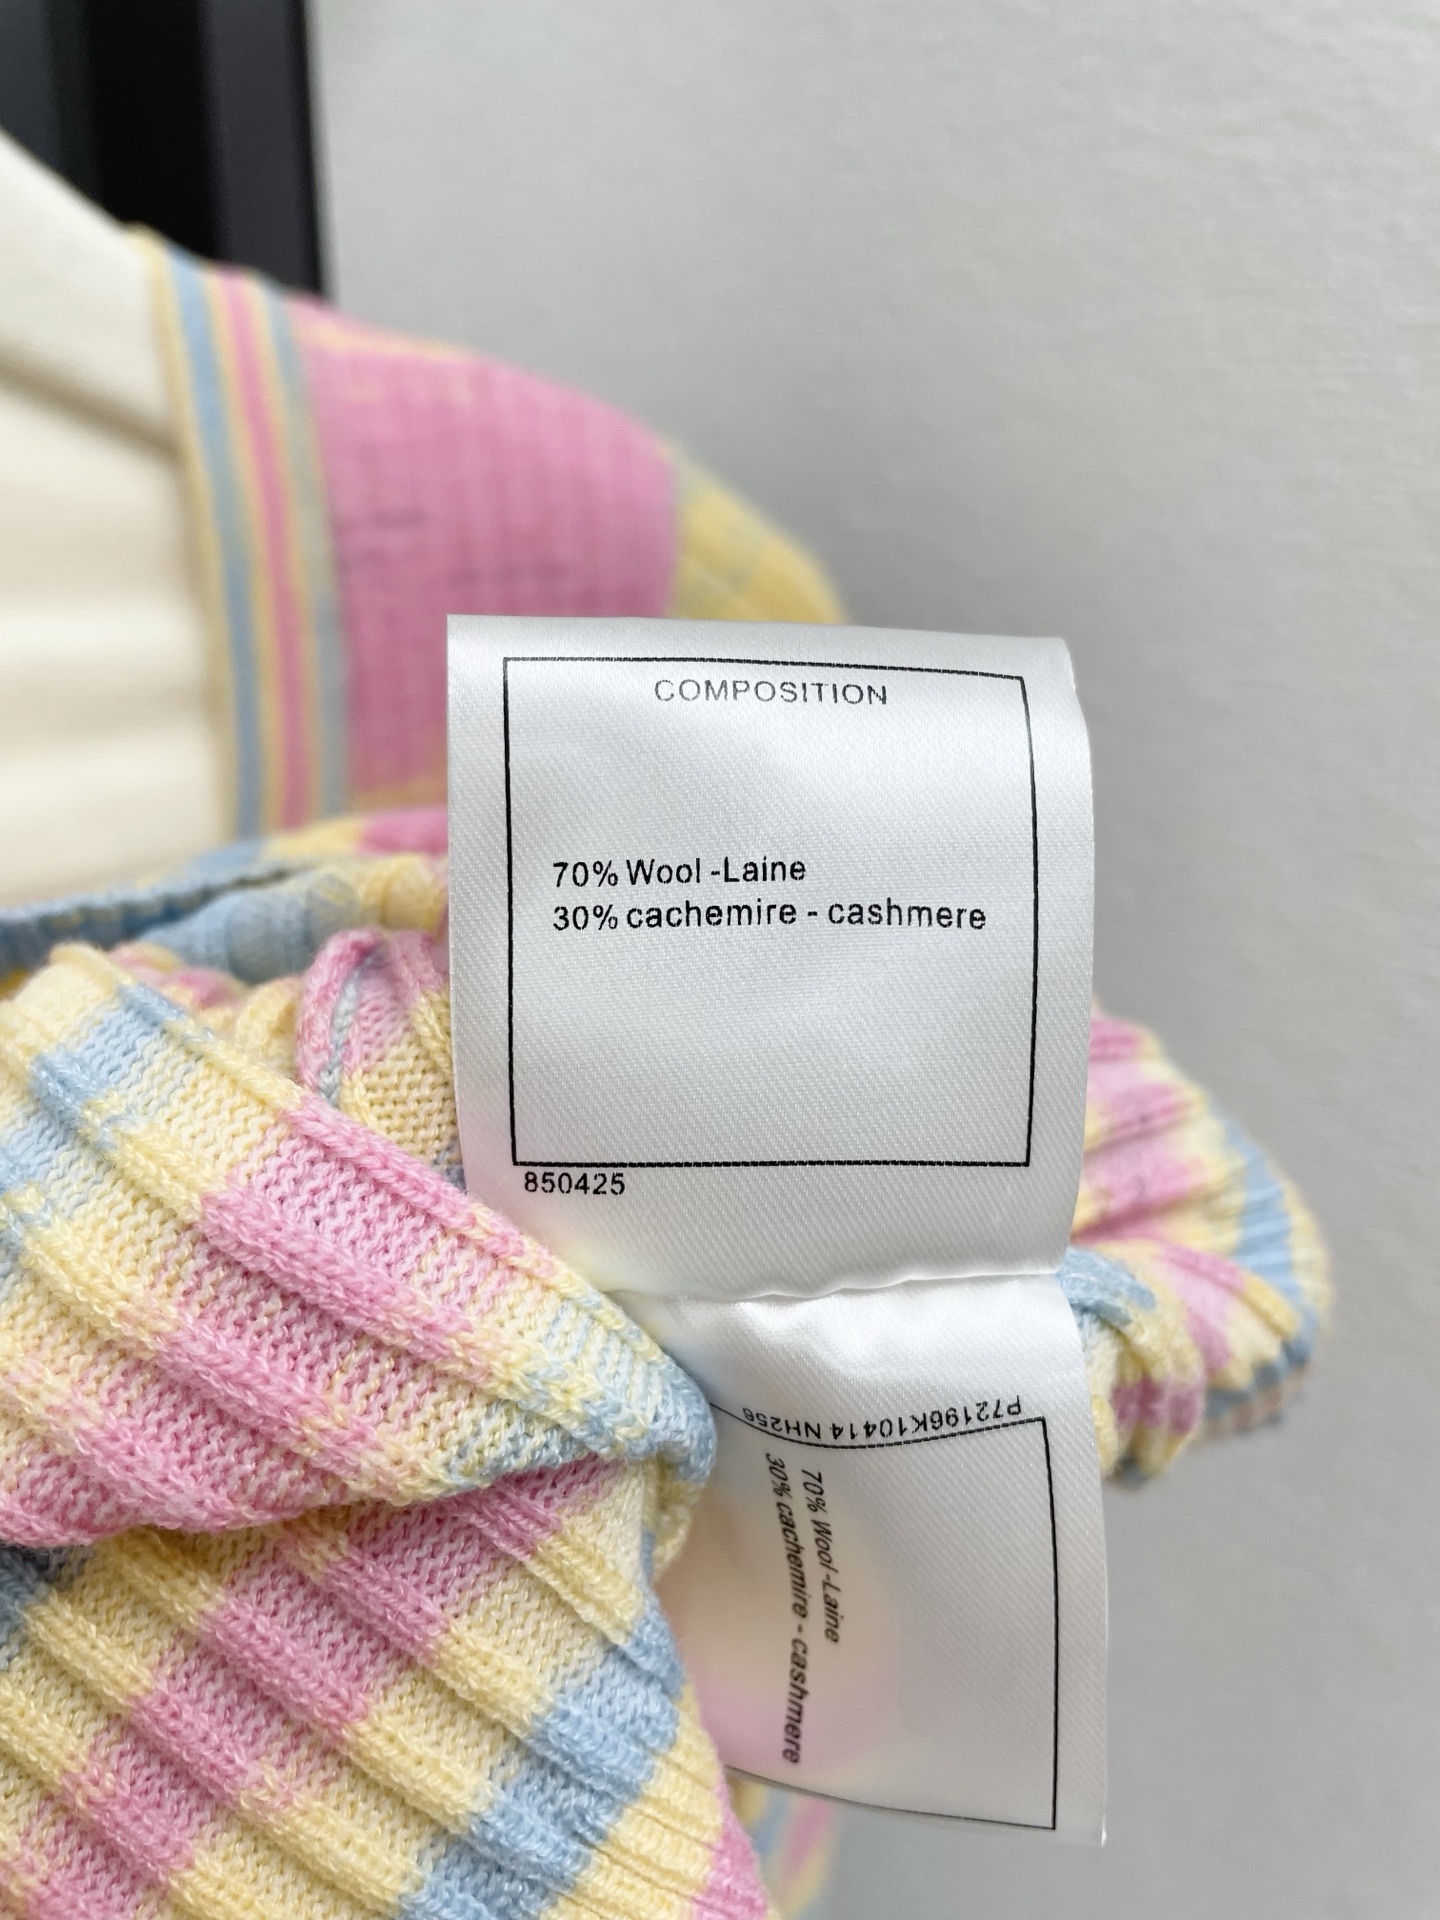 COMPOSITION
70% Wool -Laine
30% cachemire - cashmere
850425
P72196K10414 NH256
70% Wool -Laine
30% cachemire - cashmere